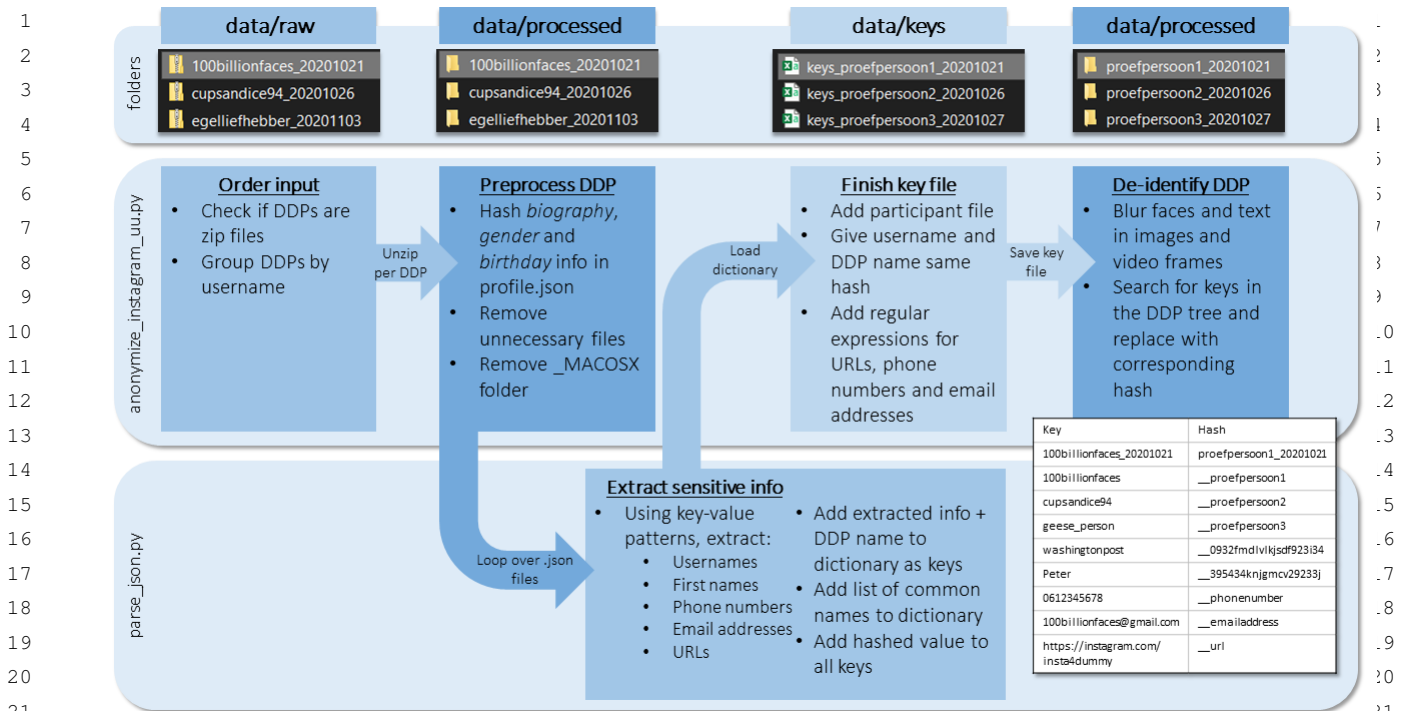 data/raw
data/processed
data/keys
data/processed
folders
100billionfaces_20201021
cupsandice94_20201026
egelliefhebber_20201103
100billionfaces_20201021
cupsandice94_20201026
egelliefhebber_20201103
keys_proefpersoon1_20201021
keys_proefpersoon2_20201026
keys_proefpersoon3_20201027
proefpersoon1_20201021
proefpersoon2_20201026
proefpersoon3_20201027
anonymize_instagram_uu.py
Order input
• Check if DDPs are
zip files
• Group DDPs by
username
Unzip
per DDP
Preprocess DDP
• Hash biography,
gender and
birthday info in
profile.json
• Remove
unnecessary files
• Remove _MACOSX
folder
Load
dictionary
Finish key file
• Add participant file
• Give username and
DDP name same
hash
• Add regular
expressions for
URLs, phone
numbers and email
addresses
Save key
file
De-identify DDP
• Blur faces and text
in images and
video frames
• Search for keys in
the DDP tree and
replace with
corresponding
hash
parse_json.py
Loop over .json
files
Extract sensitive info
• Using key-value
patterns, extract:
• Usernames
• First names
• Phone numbers
• Email addresses
• URLs
• Add extracted info +
DDP name to
dictionary as keys
• Add list of common
names to dictionary
• Add hashed value to
all keys
Key Hash
100billionfaces_20201021 proefpersoon1_20201021
100billionfaces __proefpersoon1
cupsandice94 __proefpersoon2
geese_person __proefpersoon3
washingtonpost __0932fmdlvlkjsdf923i34
Peter __395434knjgmcv29233j
0612345678 __phonenumber
100billionfaces@gmail.com __emailaddress
https://instagram.com/ __url
insta4dummy
1
2
3
4
5
6
7
8
9
10
11
12
13
14
15
16
17
18
19
20